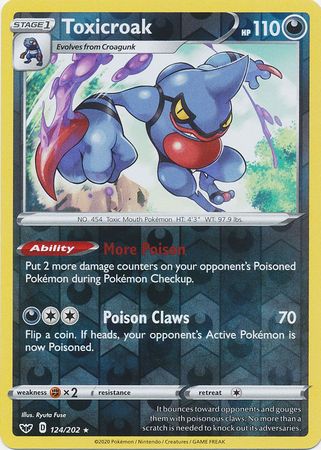 STAGE 1
Toxicroak
HP 110
Evolves from Croagunk
NO. 454 Toxic Mouth Pokémon HT: 4'3" WT: 97.9 lbs.
Ability More Poison
Put 2 more damage counters on your opponent's Poisoned
Pokémon during Pokémon Checkup.
Poison Claws 70
Flip a coin. If heads, your opponent's Active Pokémon is
now Poisoned.
weakness ×2 resistance retreat
Illus. Ryuta Fuse
D 124/202 ★
©2020 Pokémon / Nintendo / Creatures / GAME FREAK
It bounces toward opponents and gouges
them with poisonous claws. No more than a
scratch is needed to knock out its adversaries.